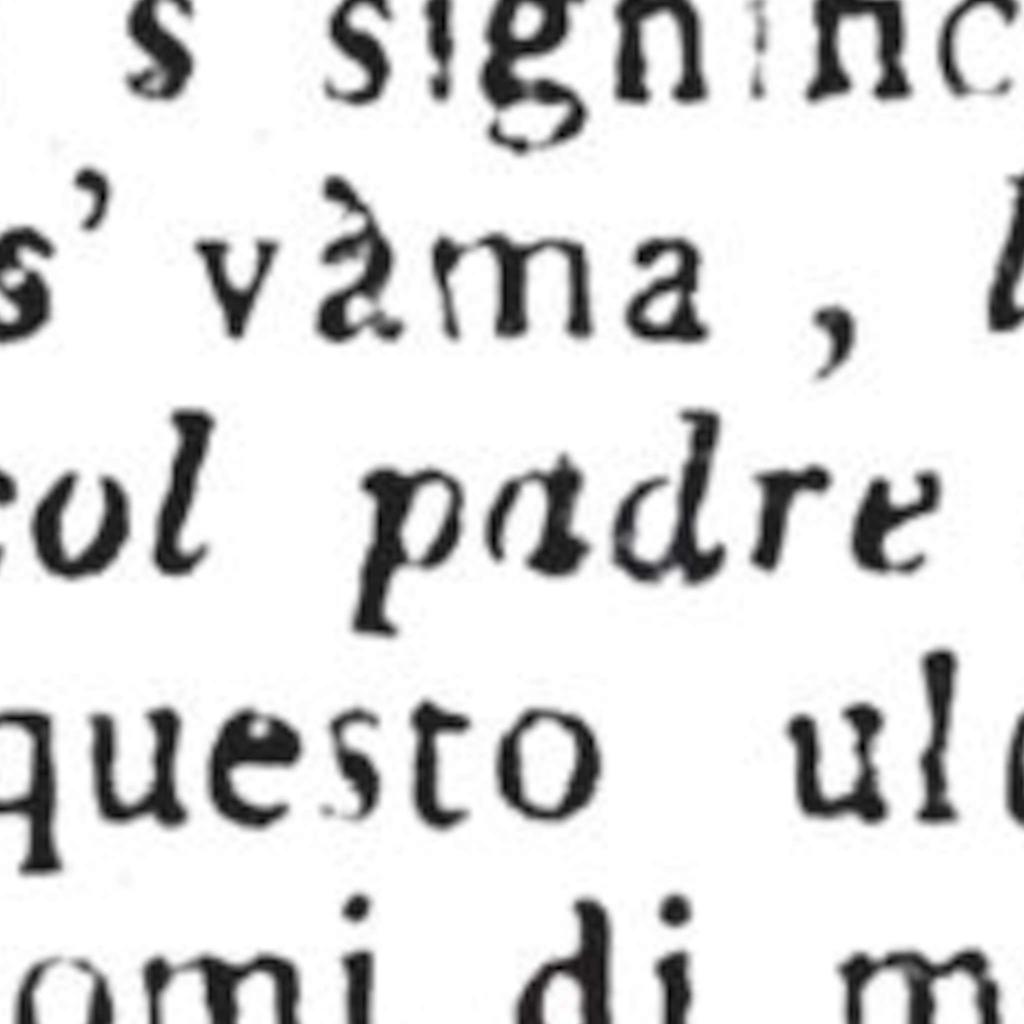 s signific
s' vàma , l
col padre
questo ul
omi di m